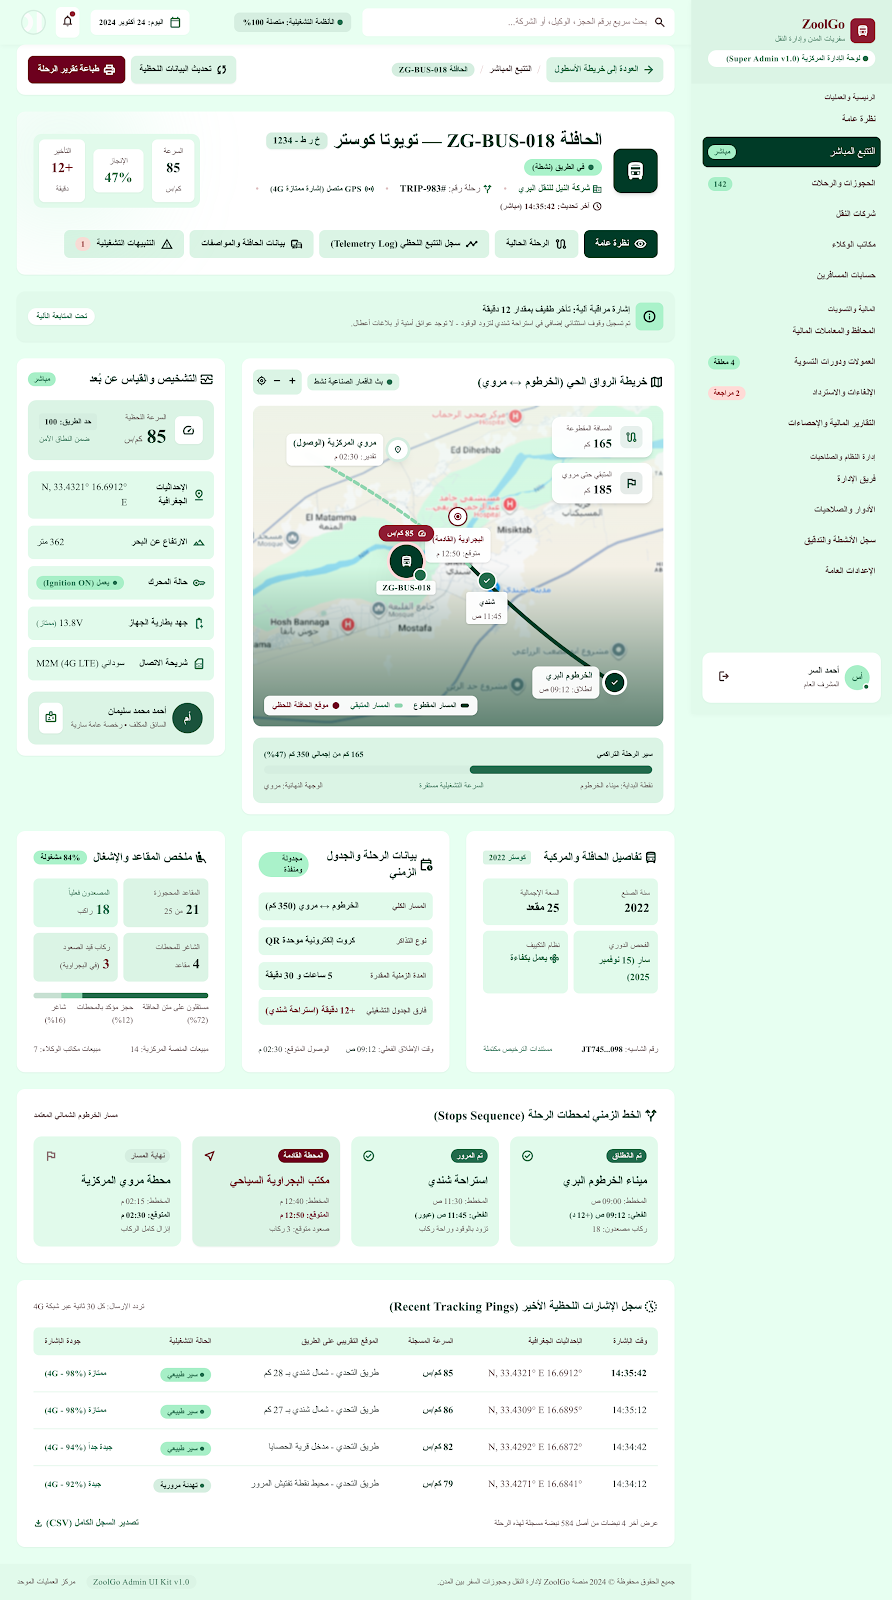 ZoolGo
سفريات المدن وإدارة النقل
لوحة الإدارة المركزية (Super Admin v1.0)
الرئيسية والعمليات
نظرة عامة
التتبع المباشر
مباشر
الحجوزات والرحلات
142
شركات النقل
مكاتب الوكلاء
حسابات المسافرين
المالية والتسويات
المحافظ والمعاملات المالية
العمولات ودورات التسوية
4 معلقة
الإلغاءات والاسترداد
2 مراجعة
التقارير المالية والإحصاءات
إدارة النظام والصلاحيات
فريق الإدارة
الأدوار والصلاحيات
سجل الأنشطة والتدقيق
الإعدادات العامة
أس
أحمد السر
المشرف العام
بحث سريع برقم الحجز، الوكيل، أو الشركة...
الأنظمة التشغيلية: متصلة 100%
اليوم: 24 أكتوبر 2024
العودة إلى خريطة الأسطول
/
التتبع المباشر
/
الحافلة ZG-BUS-018
تحديث البيانات اللحظية
طباعة تقرير الرحلة
الحافلة ZG-BUS-018 — تويوتا كوستر
خ ر ط - 1234
في الطريق (نشطة)
شركة النيل للنقل البري
رحلة رقم: #TRIP-983
GPS متصل (إشارة ممتازة 4G)
آخر تحديث: 14:35:42 (مباشر)
السرعة
85
كم/س
الإنجاز
47%
التأخير
+12
دقيقة
نظرة عامة
الرحلة الحالية
سجل التتبع اللحظي (Telemetry Log)
بيانات الحافلة والمواصفات
التنبيهات التشغيلية
1
إشارة مراقبة آلية: تأخر طفيف بمقدار 12 دقيقة
تم تسجيل وقوف استثنائي إضافي في استراحة شندي لتزود الوقود - لا توجد عوائق أمنية أو بلاغات أعطال.
تحت المتابعة الآلية
خريطة الرواق الحي (الخرطوم ↔ مروي)
بث الأقمار الصناعية نشط
مركز صحي الرجعاب
Ed Diheshab
El Matamma
المتمة
Misiktab
Hosh Bannaga
حوش بانقا
Mosque
جامع القليعة
Mosque
Mostafa
المسافة المقطوعة
165 كم
المتبقي حتى مروي
185 كم
مروي المركزية (الوصول)
تقدير: 02:30 م
البجراوية (القادمة)
متوقع: 12:50 م
85 كم/س
ZG-BUS-018
شندي
11:45 ص
الخرطوم البري
انطلاق: 09:12 ص
المسار المقطوع
المسار المتبقي
موقع الحافلة اللحظي
سير الرحلة التراكمي
165 كم من إجمالي 350 كم (47%)
نقطة البداية: ميناء الخرطوم
السرعة التشغيلية مستقرة
الوجهة النهائية: مروي
التشخيص والقياس عن بُعد
مباشر
السرعة اللحظية
85 كم/س
حد الطريق: 100
ضمن النطاق الآمن
الإحداثيات الجغرافية
16.6912° N, 33.4321° E
الارتفاع عن البحر
362 متر
حالة المحرك
يعمل (Ignition ON)
جهد بطارية الجهاز
13.8V (ممتاز)
شريحة الاتصال
سوداني M2M (4G LTE)
أم
أحمد محمد سليمان
السائق المكلف • رخصة عامة سارية
تفاصيل الحافلة والمركبة
كوستر 2022
سنة الصنع
2022
السعة الإجمالية
25 مقعد
الفحص الدوري
سار (15 نوفمبر 2025)
نظام التكييف
يعمل بكفاءة
رقم الشاسيه: JT745...098
مستندات الترخيص مكتملة
بيانات الرحلة والجدول الزمني
مجدولة ومنفذة
المسار الكلي
الخرطوم ↔ مروي (350 كم)
نوع التذاكر
كروت إلكترونية موحدة QR
المدة الزمنية المقدرة
5 ساعات و 30 دقيقة
فارق الجدول التشغيلي
+12 دقيقة (استراحة شندي)
وقت الإطلاق الفعلي: 09:12 ص
الوصول المتوقع: 02:30 م
ملخص المقاعد والإشغال
84% مشغولة
المقاعد المحجوزة
21 من 25
المصعدون فعلياً
18 راكب
الشاغر للمحطات
4 مقاعد
ركاب قيد الصعود
3 (في البجراوية)
مستقلون على متن الحافلة (72%)
حجز مؤكد بالمحطات (12%)
شاغر (16%)
مبيعات المنصة المركزية: 14
مبيعات مكاتب الوكلاء: 7
الخط الزمني لمحطات الرحلة (Stops Sequence)
مسار الخرطوم الشمالي المعتمد
تم الانطلاق
ميناء الخرطوم البري
المخطط: 09:00 ص
الفعلي: 09:12 ص (+12 د)
ركاب مصعدون: 18
تم المرور
استراحة شندي
المخطط: 11:30 ص
الفعلي: 11:45 ص (عبور)
تزود بالوقود وراحة ركاب
المحطة القادمة
مكتب البجراوية السياحي
المخطط: 12:40 م
المتوقع: 12:50 م
صعود متوقع: 3 ركاب
نهاية المسار
محطة مروي المركزية
المخطط: 02:15 م
المتوقع: 02:30 م
إنزال كامل الركاب
سجل الإشارات اللحظية الأخير (Recent Tracking Pings)
تردد الإرسال: كل 30 ثانية عبر شبكة 4G
وقت الإشارة
الإحداثيات الجغرافية
السرعة المسجلة
الموقع التقريبي على الطريق
الحالة التشغيلية
جودة الإشارة
14:35:42
16.6912° N, 33.4321° E
85 كم/س
طريق التحدي - شمال شندي بـ 28 كم
سير طبيعي
ممتازة (98% - 4G)
14:35:12
16.6895° N, 33.4309° E
86 كم/س
طريق التحدي - شمال شندي بـ 27 كم
سير طبيعي
ممتازة (98% - 4G)
14:34:42
16.6872° N, 33.4292° E
82 كم/س
طريق التحدي - مدخل قرية الحصايا
سير طبيعي
جيدة جدا (94% - 4G)
14:34:12
16.6841° N, 33.4271° E
79 كم/س
طريق التحدي - محيط نقطة تفتيش المرور
تهدئة مرورية
جيدة (92% - 4G)
عرض آخر 4 نبضات من أصل 584 نبضة مسجلة لهذه الرحلة
تصدير السجل الكامل (CSV)
جميع الحقوق محفوظة © 2024 منصة ZoolGo لإدارة النقل وحجوزات السفر بين المدن.
ZoolGo Admin UI Kit v1.0
مركز العمليات الموحد